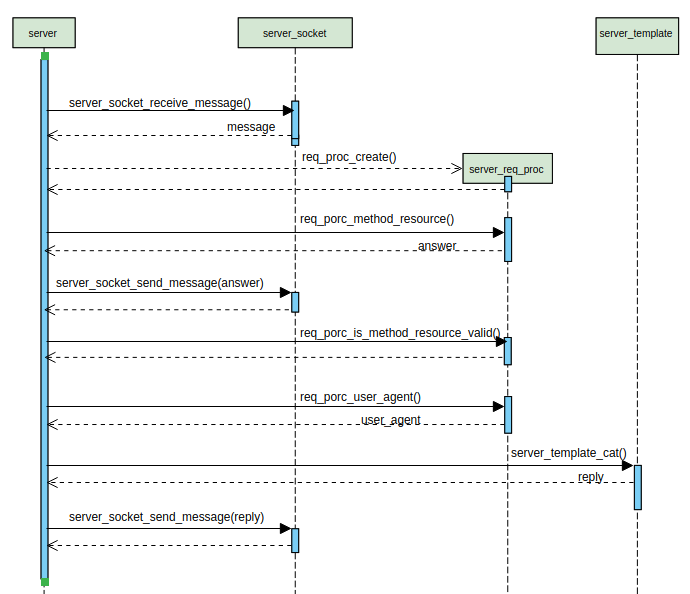 server
server_socket
server_template
server_socket_receive_message()
message
req_proc_create()
server_req_proc
req_porc_method_resource()
answer
server_socket_send_message(answer)
req_porc_is_method_resource_valid()
req_porc_user_agent()
user_agent
server_template_cat()
reply
server_socket_send_message(reply)